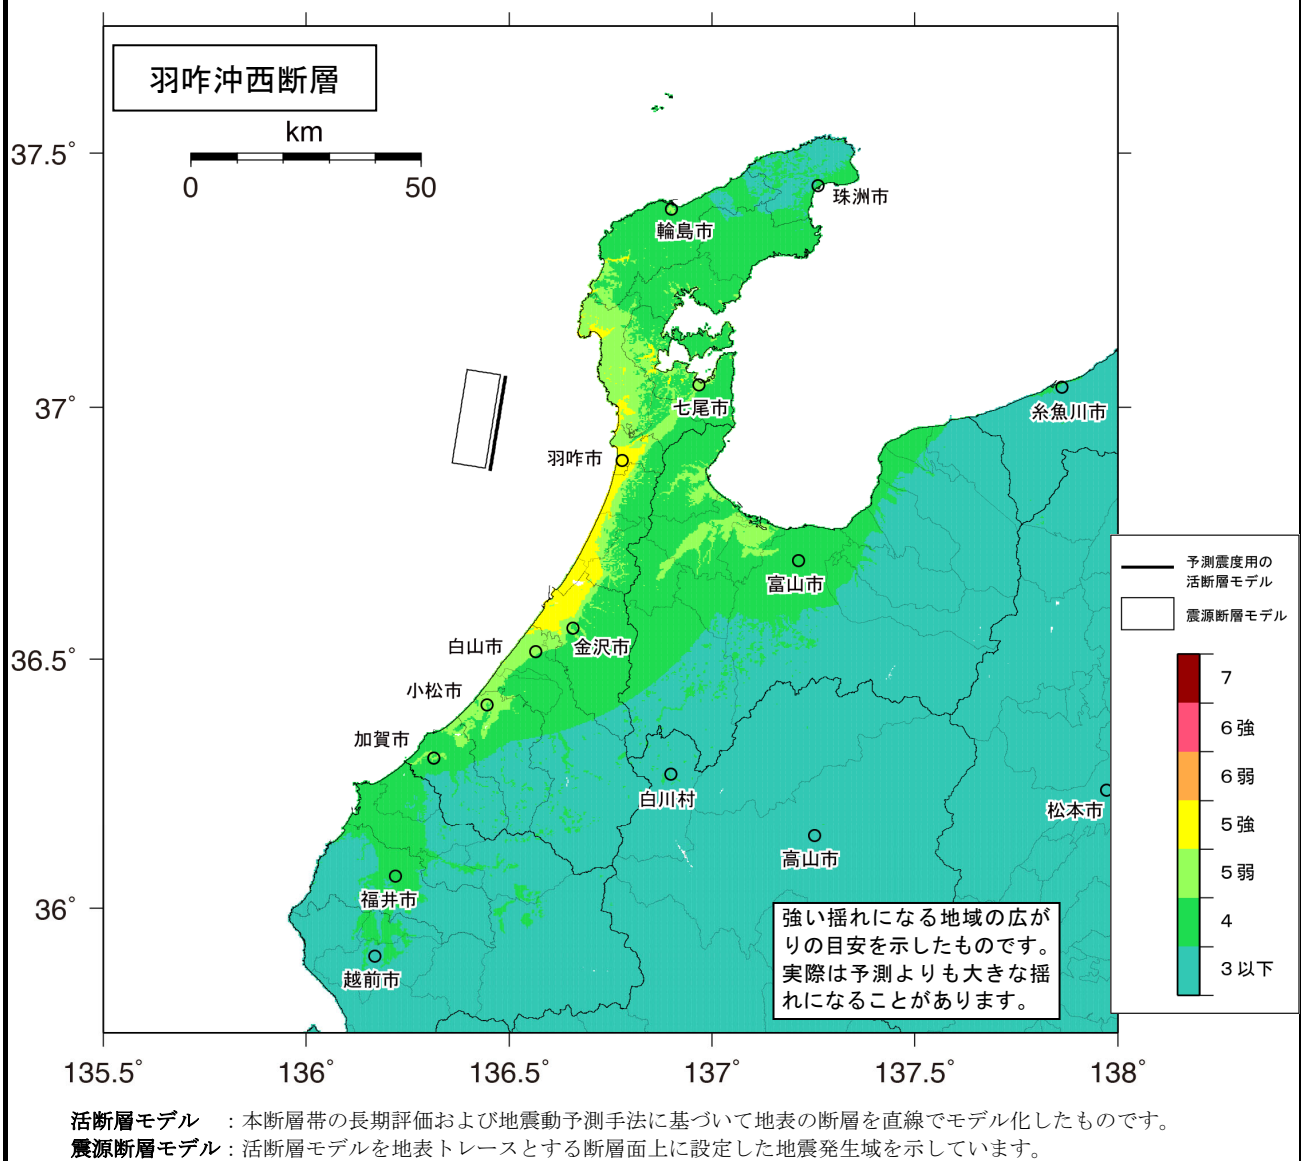 羽咋沖西断層
km
0 50
37.5°
37°
36.5°
36°
135.5° 136° 136.5° 137° 137.5° 138°
珠洲市
輪島市
七尾市
糸魚川市
羽咋市
富山市
白山市
金沢市
小松市
加賀市
白川村
松本市
高山市
福井市
越前市
予測震度用の
活断層モデル
震源断層モデル
7
6強
6弱
5強
5弱
4
3以下
強い揺れになる地域の広が
りの目安を示したものです。
実際は予測よりも大きな揺
れになることがあります。
活断層モデル ：本断層帯の長期評価および地震動予測手法に基づいて地表の断層を直線でモデル化したものです。
震源断層モデル：活断層モデルを地表トレースとする断層面上に設定した地震発生域を示しています。